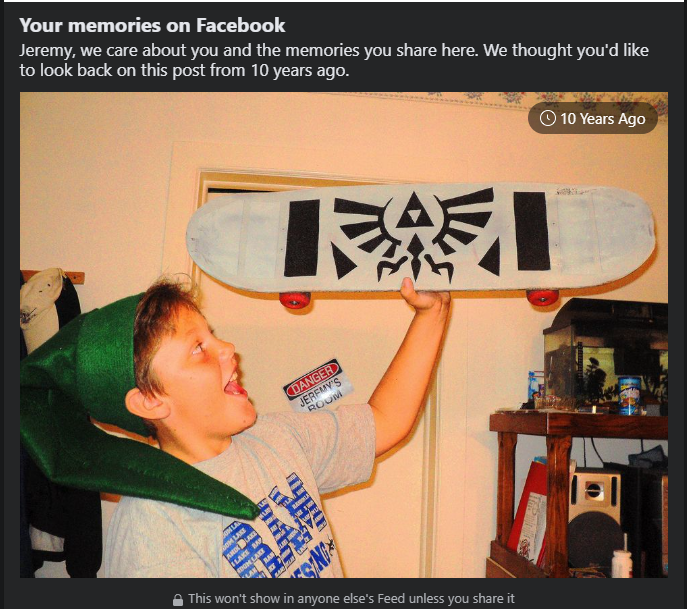 Your memories on Facebook
Jeremy, we care about you and the memories you share here. We thought you'd like
to look back on this post from 10 years ago.
10 Years Ago
DANGER
JEREMY'S
ROOM
This won't show in anyone else's Feed unless you share it